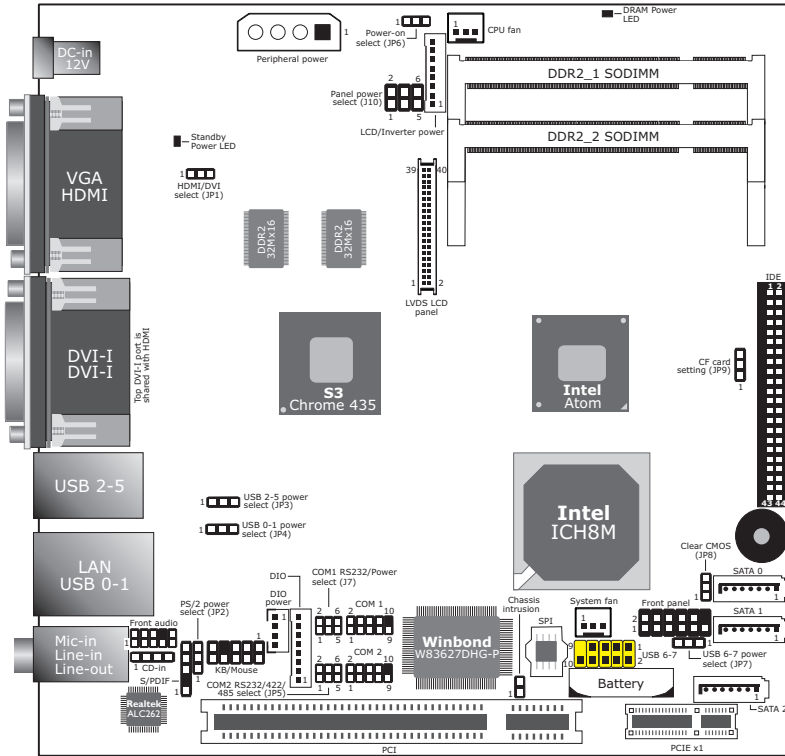 DRAM Power
LED
Power-on
select (JP6)
1
1
CPU fan
Peripheral power
DC-in
12V
DDR2_1 SODIMM
2
6
Panel power
select (J10)
1
5
1
LCD/Inverter power
DDR2_2 SODIMM
Standby
Power LED
VGA
HDMI
1
HDMI/DVI
select (JP1)
39
40
DDR2
32Mx16
DDR2
32Mx16
IDE
1 2
1
2
LVDS LCD
panel
DVI-I
DVI-I
Top DVI-I port is
shared with HDMI
CF card
setting (JP9)
1
S3
Chrome 435
Intel
Atom
USB 2-5
Intel
ICH8M
43 44
1
USB 2-5 power
select (JP3)
1
USB 0-1 power
select (JP4)
LAN
USB 0-1
Clear CMOS
(JP8)
1
SATA 0
1
PS/2 power
select (JP2)
DIO
DIO
power
COM1 RS232/Power
select (J7)
Chassis
intrusion
SPI
System fan
1
Front panel
SATA 1
1
Front audio
1
2
6
1
5
COM 1
2
10
1
9
Mic-in
Line-in
Line-out
1
CD-in
1
KB/Mouse
1
1
Winbond
W83627DHG-P
9
10
1
2
USB 6-7
1
USB 6-7 power
select (JP7)
S/PDIF
1
COM2 RS232/422/
485 select (JP5)
2
6
1
5
COM 2
2
10
1
9
1
Battery
1
SATA 2
Realtek
ALC262
PCI
PCIE x1